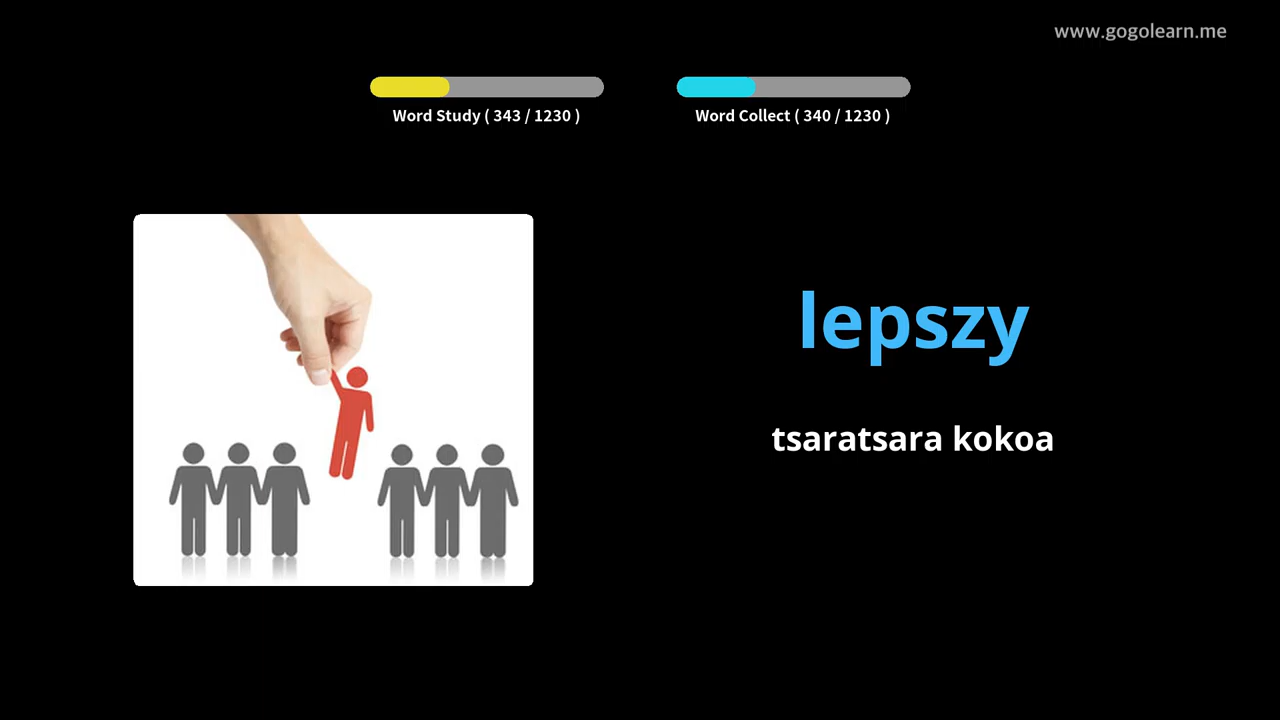 www.gogolearn.me
Word Study ( 343 / 1230 )
Word Collect ( 340 / 1230 )
lepszy
tsaratsara kokoa